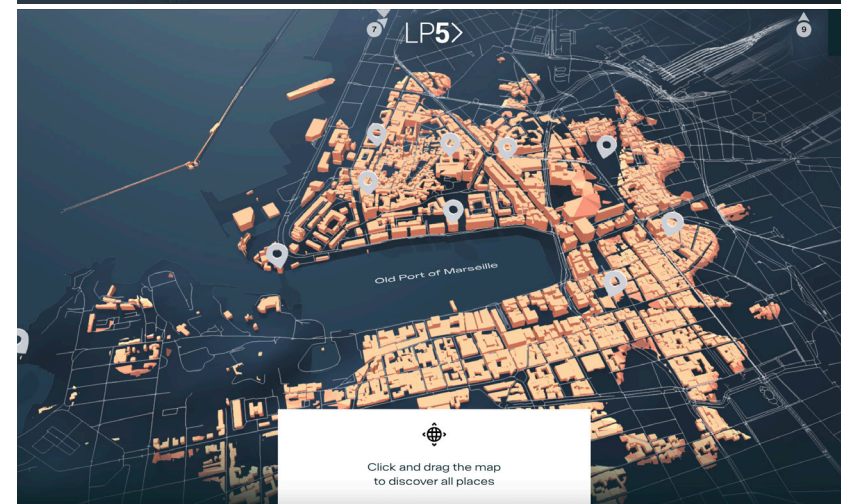 7
LP5>
9
Old Port of Marseille
Click and drag the map
to discover all places